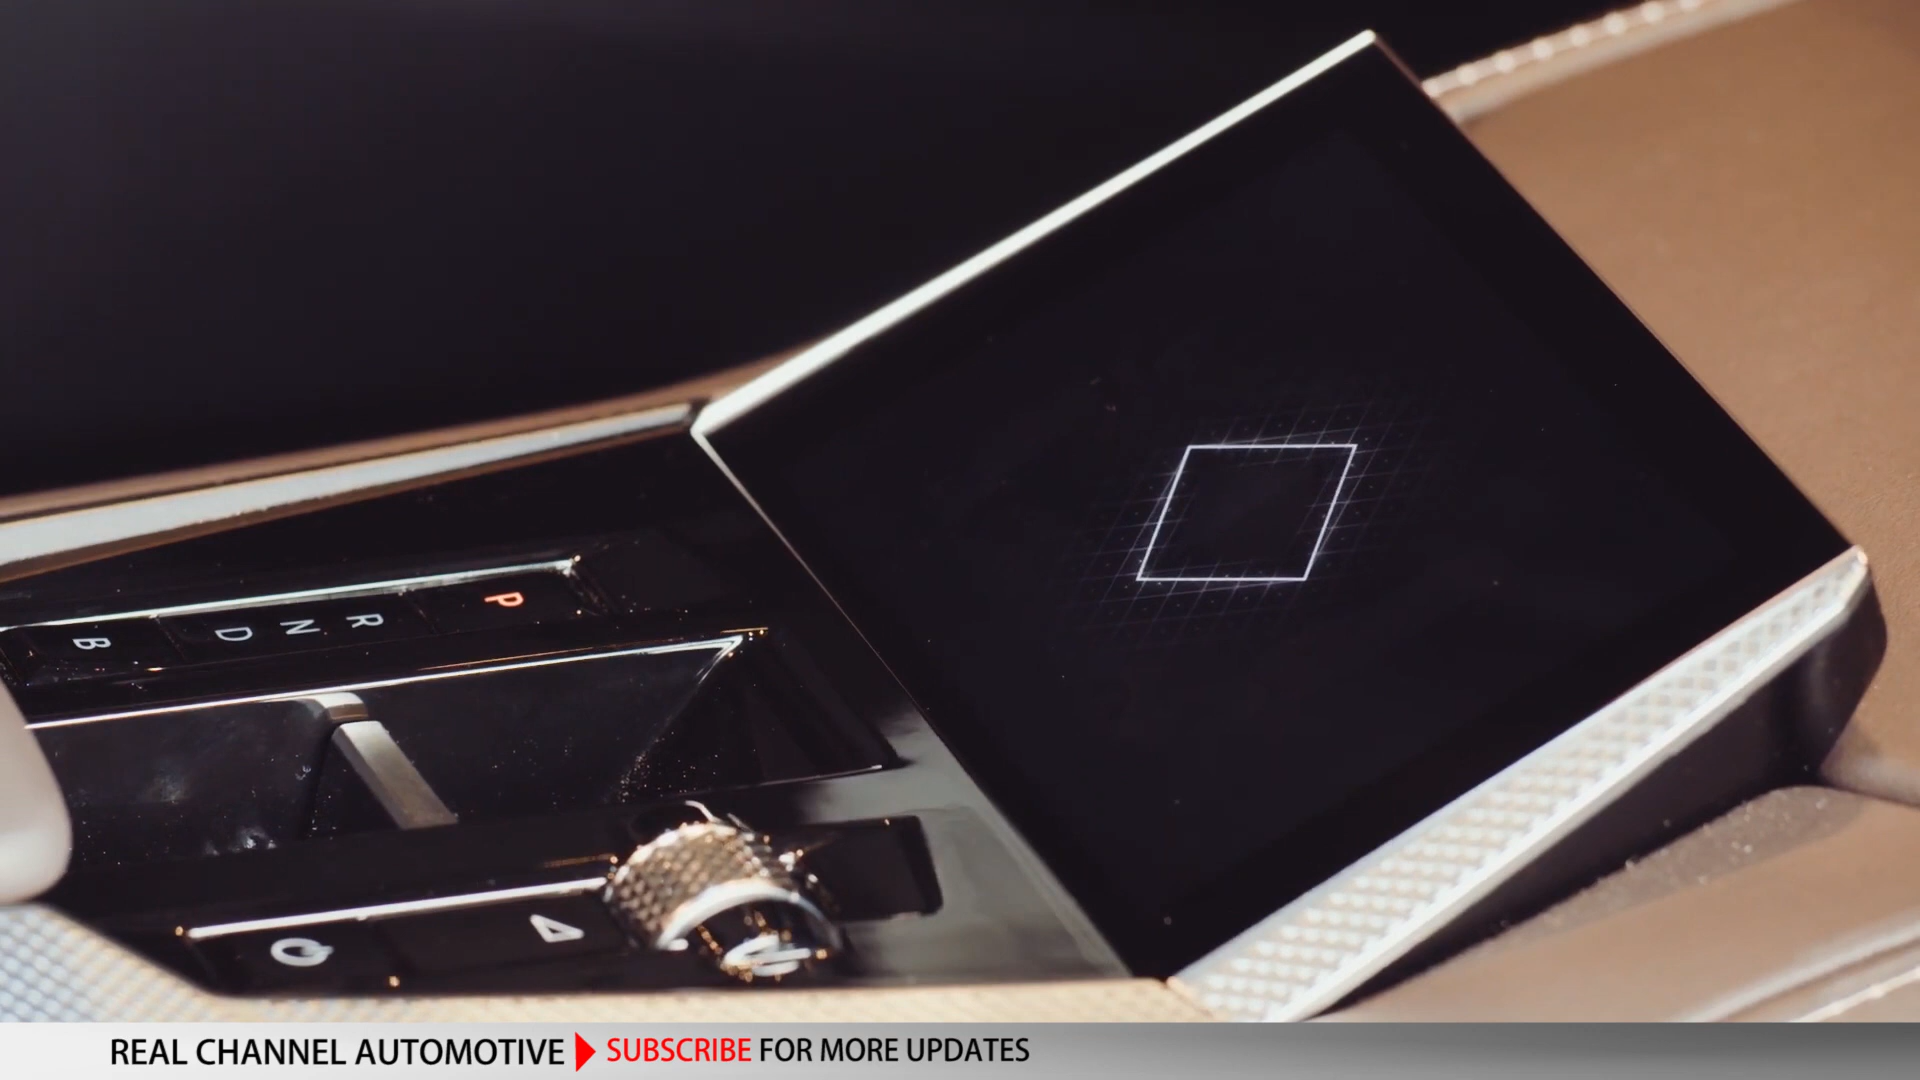 P
R
N
D
B
REAL CHANNEL AUTOMOTIVE SUBSCRIBE FOR MORE UPDATES